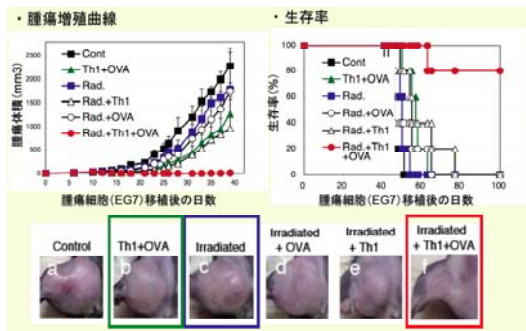 ・腫瘍増殖曲線
2500
2000
1500
1000
500
0
腫瘍体積(mm3)
0 5 10 15 20 25 30 35 40 45
Cont
Th1+OVA
Rad.
Rad.+Th1
Rad.+OVA
Rad.+Th1+OVA
腫瘍細胞(EG7)移植後の日数
・生存率
100
80
60
40
20
0
生存率(%)
0 20 40 60 80 100
Cont
Th1+OVA
Rad.
Rad.+OVA
Rad.+Th1
Rad.+Th1
+OVA
腫瘍細胞(EG7)移植後の日数
Control
Th1+OVA
Irradiated
Irradiated
+ OVA
Irradiated
+ Th1
Irradiated
+ Th1+OVA
a
b
c
d
e
f